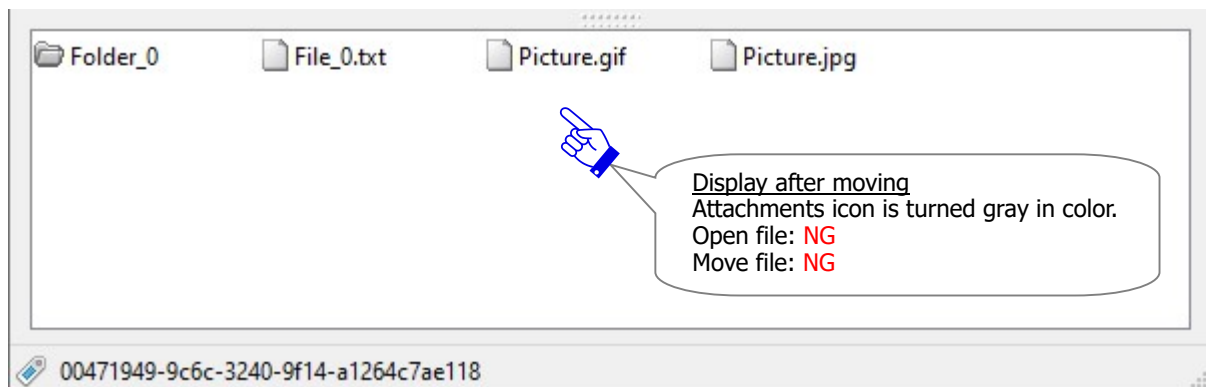 Folder_0 File_0.txt Picture.gif Picture.jpg
Display after moving
Attachments icon is turned gray in color.
Open file: NG
Move file: NG
00471949-9c6c-3240-9f14-a1264c7ae118